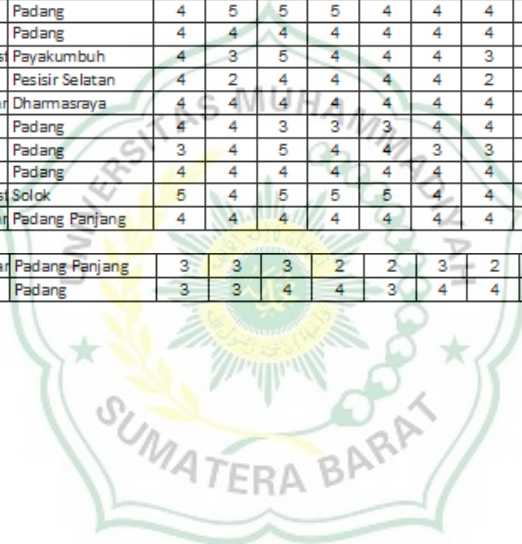 Padang 4 5 5 5 4 4 4
Padang 4 4 4 4 4 4 4
st Payakumbuh 4 3 5 4 4 4 3
Pesisir Selatan 4 2 4 4 4 4 2
ar Dharmasraya 4 4 4 4 4 4 4
Padang 4 4 3 3 3 4 4
Padang 3 4 5 4 4 3 3
Padang 4 4 4 4 4 4 4
st Solok 5 4 5 5 5 4 4
ar Padang Panjang 4 4 4 4 4 4 4
ar Padang Panjang 3 3 3 2 2 3 2
Padang 3 3 4 4 3 4 4
UNIVERSITAS MUHAMMADIYAH
SUMATERA BARAT